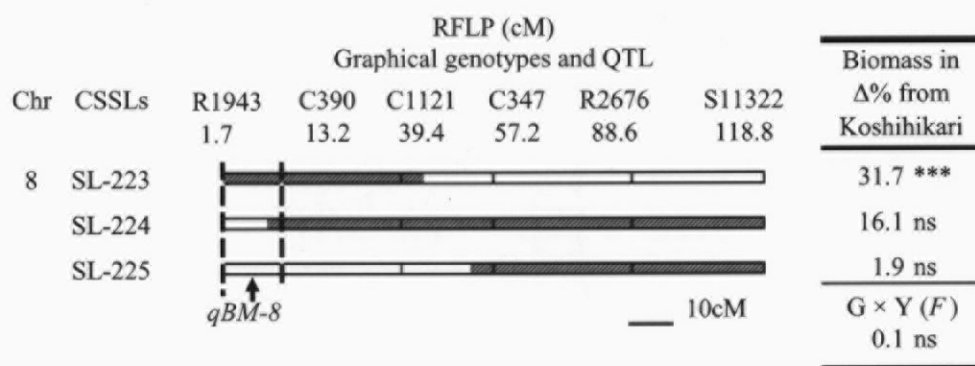 RFLP (cM)
Graphical genotypes and QTL
Biomass in
Δ% from
Koshihikari
Chr CSSLs R1943 C390 C1121 C347 R2676 S11322
1.7 13.2 39.4 57.2 88.6 118.8
8 SL-223 31.7 ***
SL-224 16.1 ns
SL-225 1.9 ns
qBM-8 10cM
G × Y (F)
0.1 ns